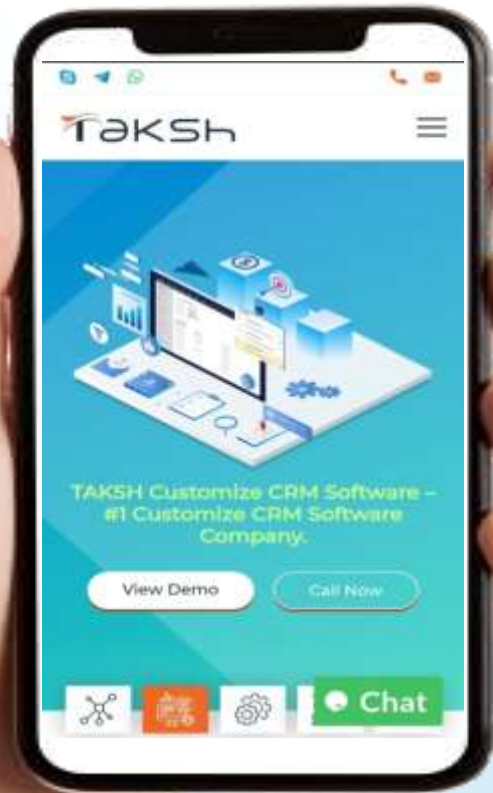 Taksh
TAKSH Customize CRM Software –
#1 Customize CRM Software
Company.
View Demo
Call Now
Chat